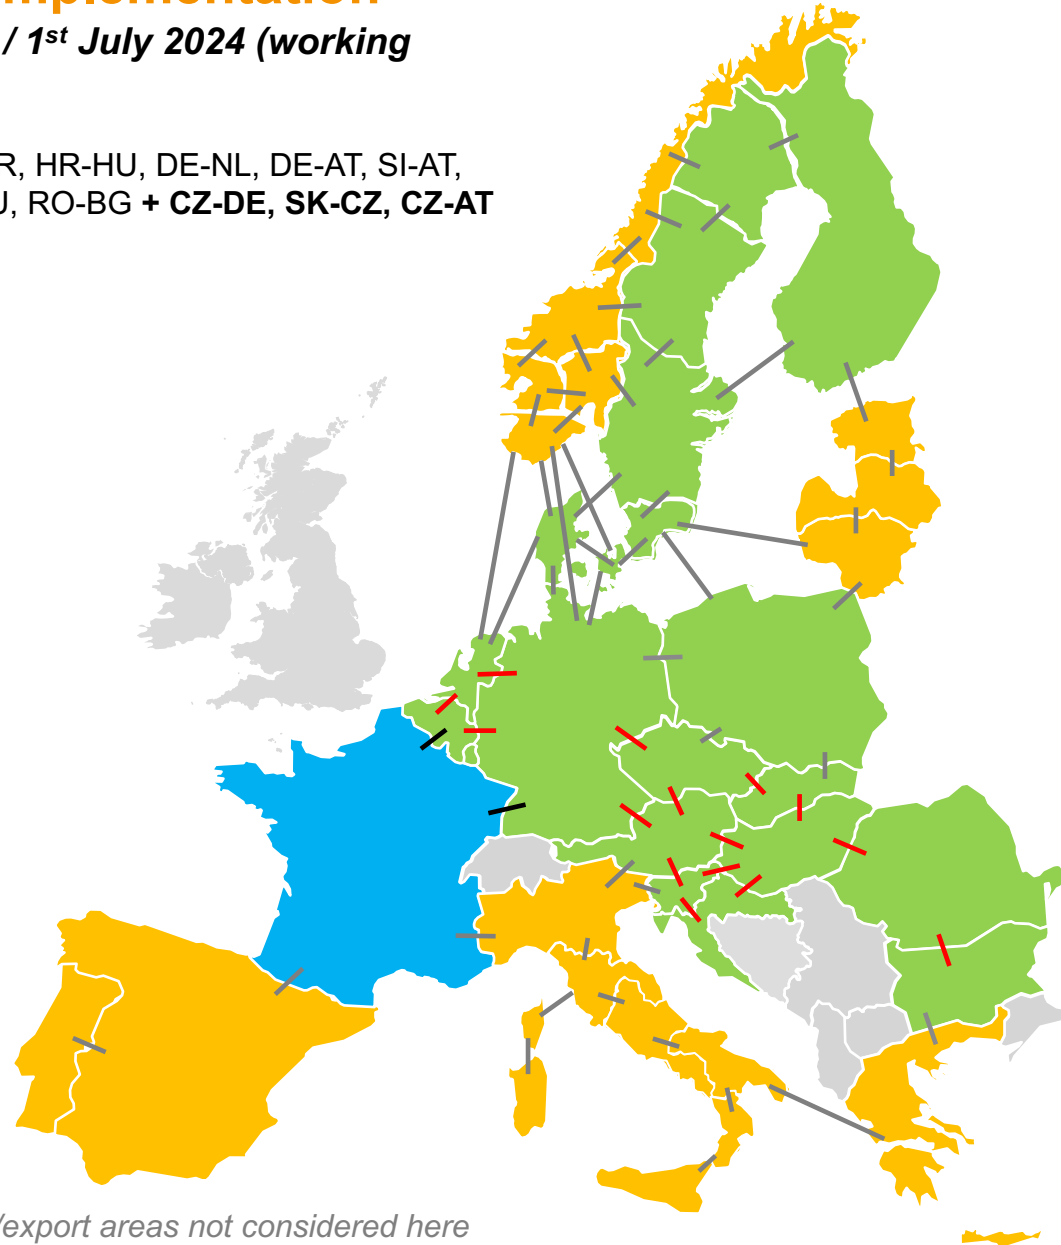 / 1st July 2024 (working
HR-HU, DE-NL, DE-AT, SI-AT,
RO-BG + CZ-DE, SK-CZ, CZ-AT
/export areas not considered here